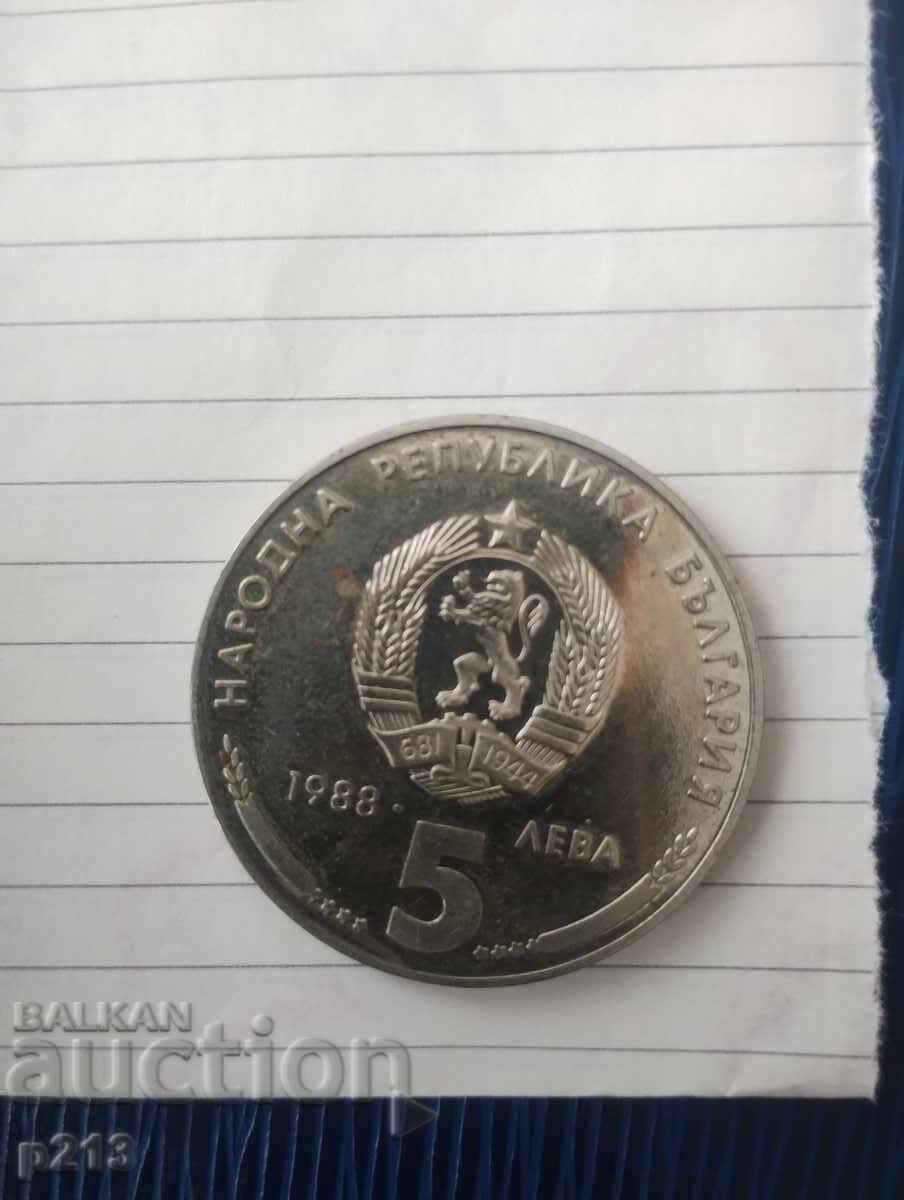 НАРОДНА РЕПУБЛИКА БЪЛГАРИЯ
681 1944
1988
5 ЛЕВА
BALKAN
auction
p213